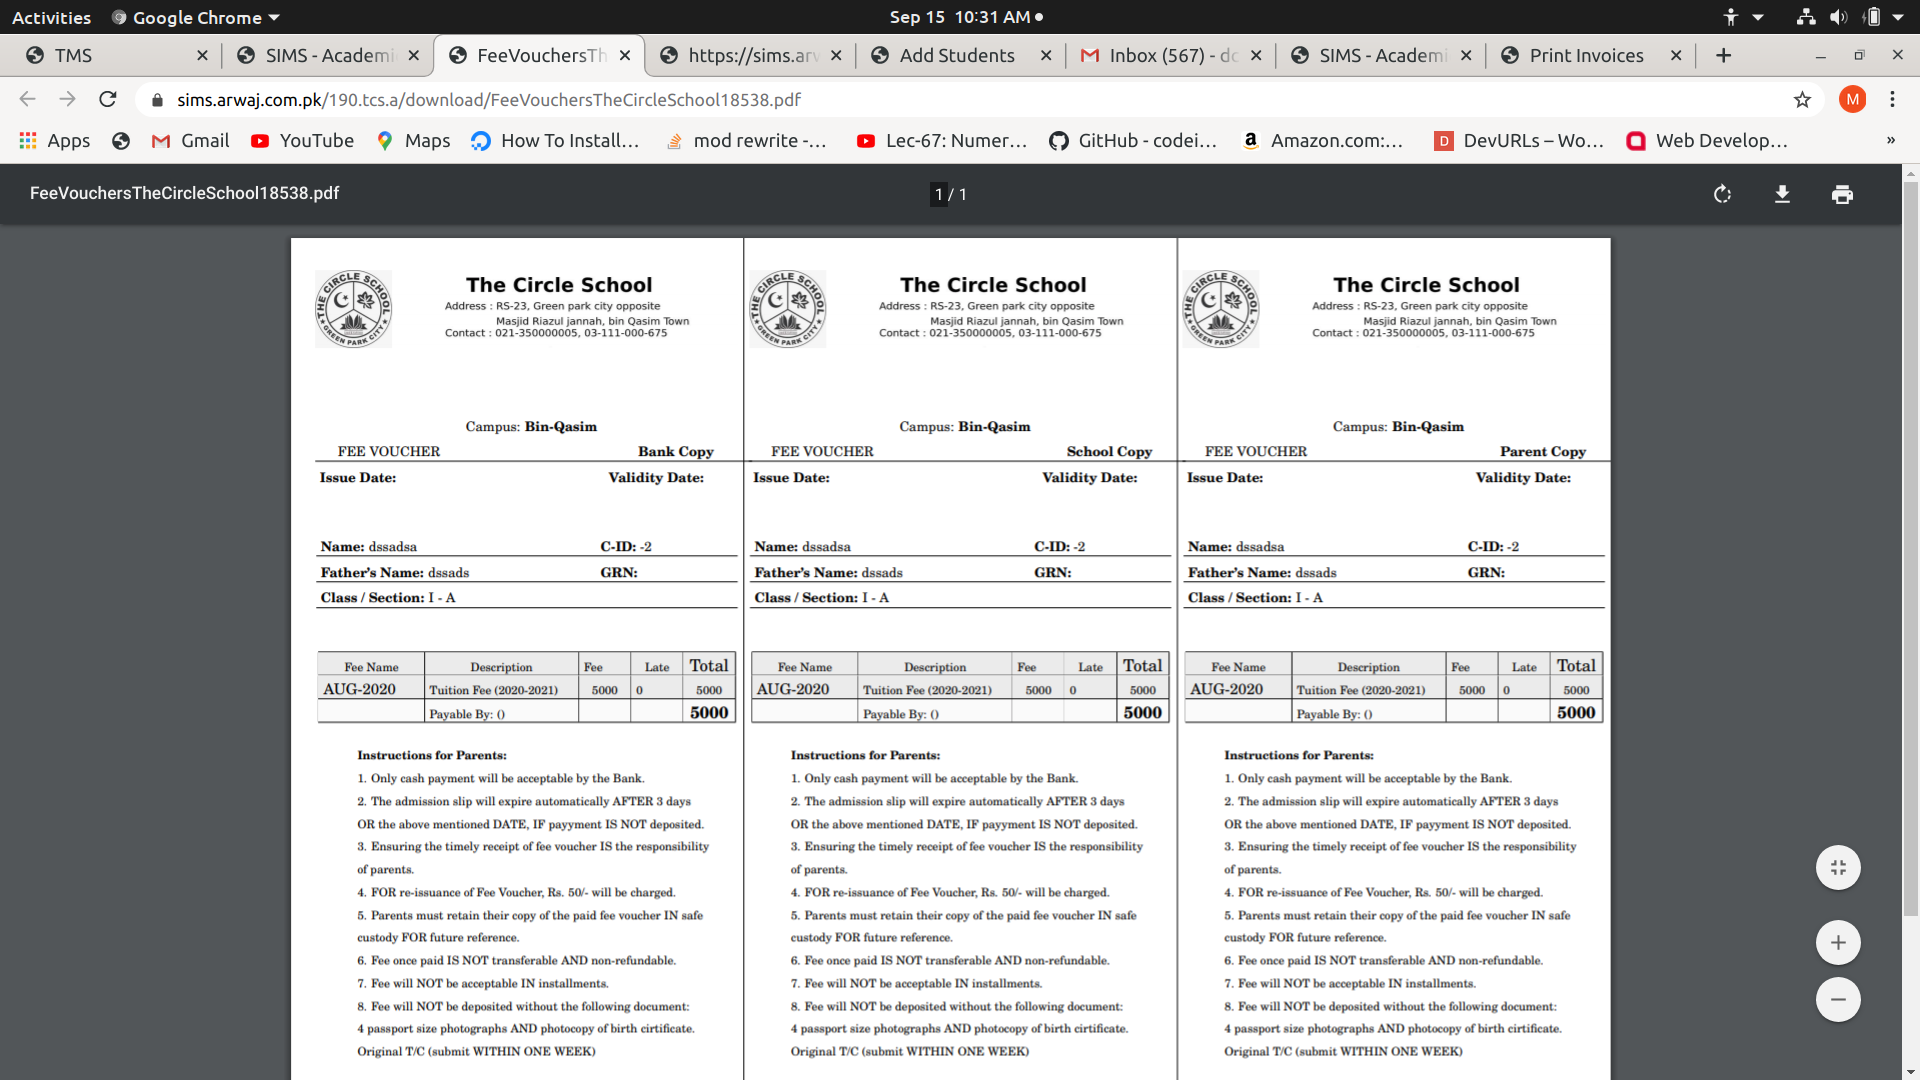 Activities Google Chrome Sep 15 10:31 AM
TMS SIMS - Academi FeeVouchersTh https://sims.arw Add Students Inbox (567) - dc SIMS - Academi Print Invoices
sims.arwaj.com.pk/190.tcs.a/download/FeeVouchersTheCircleSchool18538.pdf M
Apps Gmail YouTube Maps How To Install... mod rewrite -... Lec-67: Numer... GitHub - codei... Amazon.com:... DevURLs – Wo... Web Develop... »
FeeVouchersTheCircleSchool18538.pdf 1 / 1
THE CIRCLE SCHOOL
GREEN PARK CITY
The Circle School
Address : RS-23, Green park city opposite
Masjid Riazul jannah, bin Qasim Town
Contact : 021-350000005, 03-111-000-675
Campus: Bin-Qasim
FEE VOUCHER Bank Copy
Issue Date: Validity Date:
Name: dssadsa C-ID: -2
Father's Name: dssads GRN:
Class / Section: I - A
Fee Name Description Fee Late Total
AUG-2020 Tuition Fee (2020-2021) 5000 0 5000
Payable By: () 5000
Instructions for Parents:
1. Only cash payment will be acceptable by the Bank.
2. The admission slip will expire automatically AFTER 3 days
OR the above mentioned DATE, IF payyment IS NOT deposited.
3. Ensuring the timely receipt of fee voucher IS the responsibility
of parents.
4. FOR re-issuance of Fee Voucher, Rs. 50/- will be charged.
5. Parents must retain their copy of the paid fee voucher IN safe
custody FOR future reference.
6. Fee once paid IS NOT transferable AND non-refundable.
7. Fee will NOT be acceptable IN installments.
8. Fee will NOT be deposited without the following document:
4 passport size photographs AND photocopy of birth cirtificate.
Original T/C (submit WITHIN ONE WEEK)
THE CIRCLE SCHOOL
GREEN PARK CITY
The Circle School
Address : RS-23, Green park city opposite
Masjid Riazul jannah, bin Qasim Town
Contact : 021-350000005, 03-111-000-675
Campus: Bin-Qasim
FEE VOUCHER School Copy
Issue Date: Validity Date:
Name: dssadsa C-ID: -2
Father's Name: dssads GRN:
Class / Section: I - A
Fee Name Description Fee Late Total
AUG-2020 Tuition Fee (2020-2021) 5000 0 5000
Payable By: () 5000
Instructions for Parents:
1. Only cash payment will be acceptable by the Bank.
2. The admission slip will expire automatically AFTER 3 days
OR the above mentioned DATE, IF payyment IS NOT deposited.
3. Ensuring the timely receipt of fee voucher IS the responsibility
of parents.
4. FOR re-issuance of Fee Voucher, Rs. 50/- will be charged.
5. Parents must retain their copy of the paid fee voucher IN safe
custody FOR future reference.
6. Fee once paid IS NOT transferable AND non-refundable.
7. Fee will NOT be acceptable IN installments.
8. Fee will NOT be deposited without the following document:
4 passport size photographs AND photocopy of birth cirtificate.
Original T/C (submit WITHIN ONE WEEK)
THE CIRCLE SCHOOL
GREEN PARK CITY
The Circle School
Address : RS-23, Green park city opposite
Masjid Riazul jannah, bin Qasim Town
Contact : 021-350000005, 03-111-000-675
Campus: Bin-Qasim
FEE VOUCHER Parent Copy
Issue Date: Validity Date:
Name: dssadsa C-ID: -2
Father's Name: dssads GRN:
Class / Section: I - A
Fee Name Description Fee Late Total
AUG-2020 Tuition Fee (2020-2021) 5000 0 5000
Payable By: () 5000
Instructions for Parents:
1. Only cash payment will be acceptable by the Bank.
2. The admission slip will expire automatically AFTER 3 days
OR the above mentioned DATE, IF payyment IS NOT deposited.
3. Ensuring the timely receipt of fee voucher IS the responsibility
of parents.
4. FOR re-issuance of Fee Voucher, Rs. 50/- will be charged.
5. Parents must retain their copy of the paid fee voucher IN safe
custody FOR future reference.
6. Fee once paid IS NOT transferable AND non-refundable.
7. Fee will NOT be acceptable IN installments.
8. Fee will NOT be deposited without the following document:
4 passport size photographs AND photocopy of birth cirtificate.
Original T/C (submit WITHIN ONE WEEK)